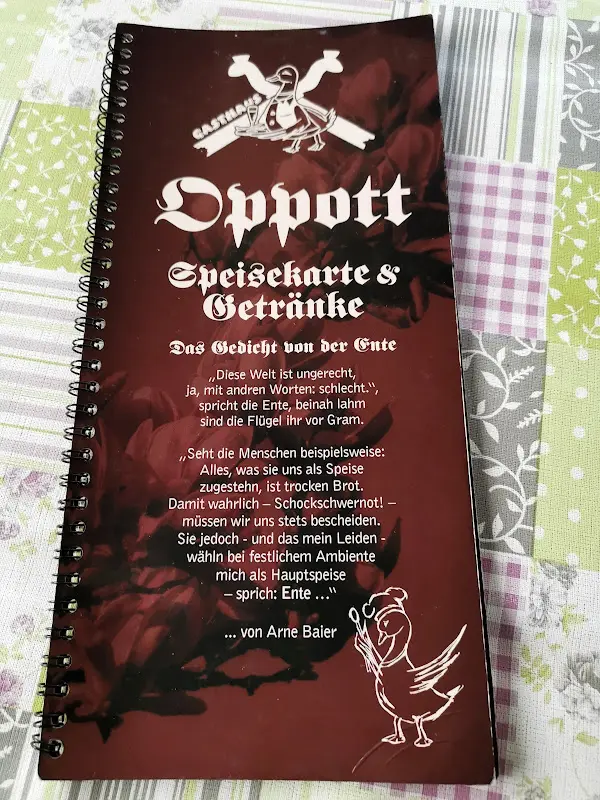 GASTHAUS
Oppott
Speisekarte &
Getränke
Das Gedicht von der Ente
„Diese Welt ist ungerecht,
ja, mit andren Worten: schlecht.“,
spricht die Ente, beinah lahm
sind die Flügel ihr vor Gram.
„Seht die Menschen beispielsweise:
Alles, was sie uns als Speise
zugestehn, ist trocken Brot.
Damit wahrlich – Schockschwernot! –
müssen wir uns stets bescheiden.
Sie jedoch - und das mein Leiden -
wähln bei festlichem Ambiente
mich als Hauptspeise
– sprich: Ente ...“
... von Arne Baier